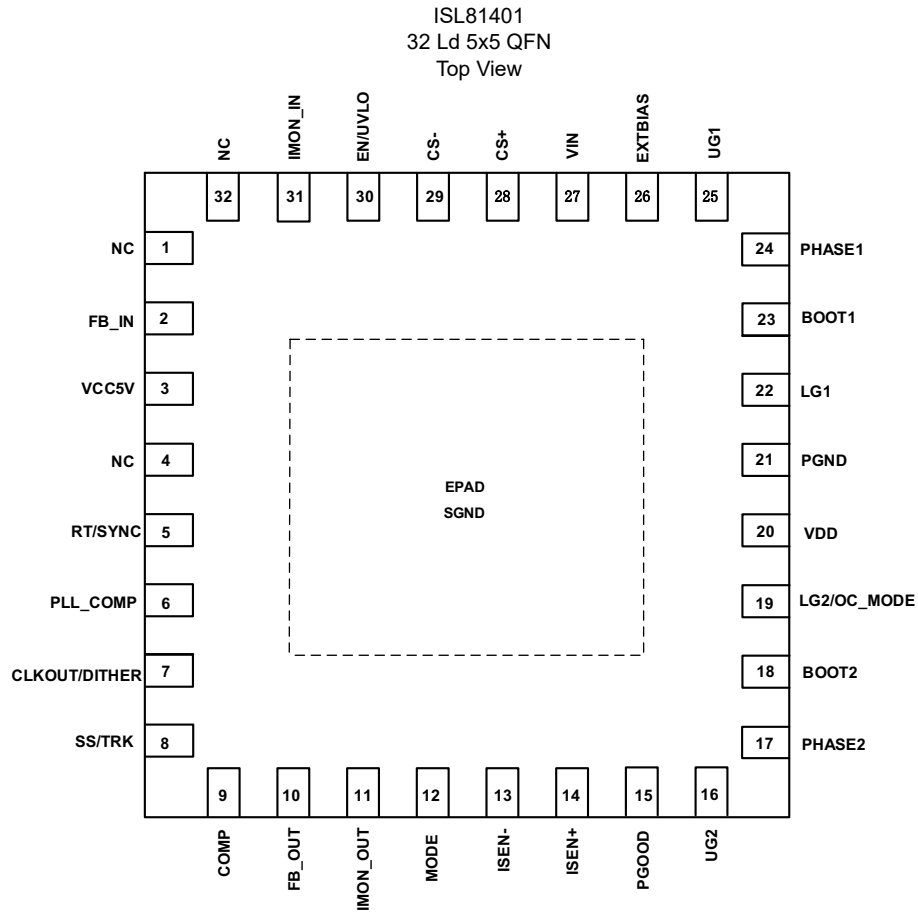 ISL81401
32 Ld 5x5 QFN
Top View
NC
IMON_IN
EN/UVLO
CS-
CS+
VIN
EXTBIAS
UG1
32
31
30
29
28
27
26
25
NC 1
FB_IN 2
VCC5V 3
NC 4
RT/SYNC 5
PLL_COMP 6
CLKOUT/DITHER 7
SS/TRK 8
EPAD
SGND
24 PHASE1
23 BOOT1
22 LG1
21 PGND
20 VDD
19 LG2/OC_MODE
18 BOOT2
17 PHASE2
9
10
11
12
13
14
15
16
COMP
FB_OUT
IMON_OUT
MODE
ISEN-
ISEN+
PGOOD
UG2